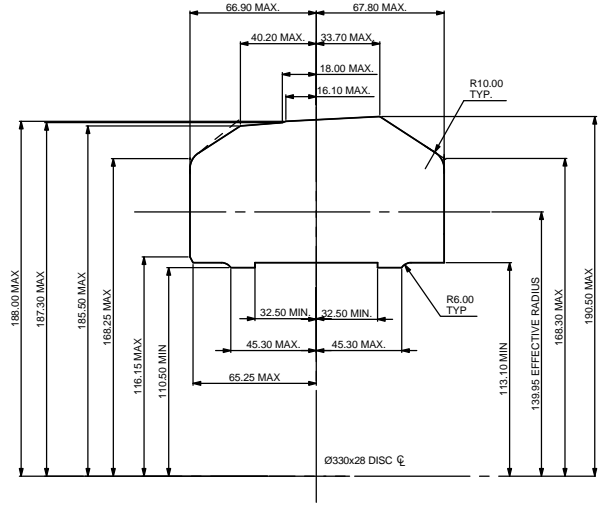 66.90 MAX.
67.80 MAX.
40.20 MAX.
33.70 MAX.
18.00 MAX.
16.10 MAX.
R10.00
TYP.
188.00 MAX
187.30 MAX
185.50 MAX
168.25 MAX
116.15 MAX
110.50 MIN
113.10 MIN
139.95 EFFECTIVE RADIUS
168.30 MAX
190.50 MAX
32.50 MIN.
32.50 MIN.
R6.00
TYP
45.30 MAX.
45.30 MAX.
65.25 MAX
Ø330x28 DISC ℄